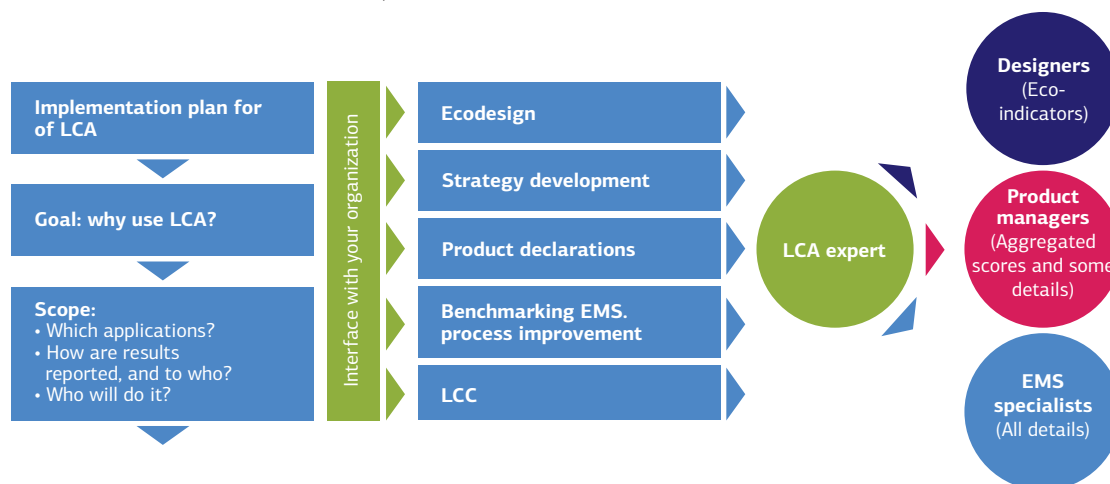 Implementation plan for
of LCA
Goal: why use LCA?
Scope:
• Which applications?
• How are results
reported, and to who?
• Who will do it?
Interface with your organization
Ecodesign
Strategy development
Product declarations
Benchmarking EMS.
process improvement
LCC
LCA expert
Designers
(Eco-
indicators)
Product
managers
(Aggregated
scores and some
details)
EMS
specialists
(All details)